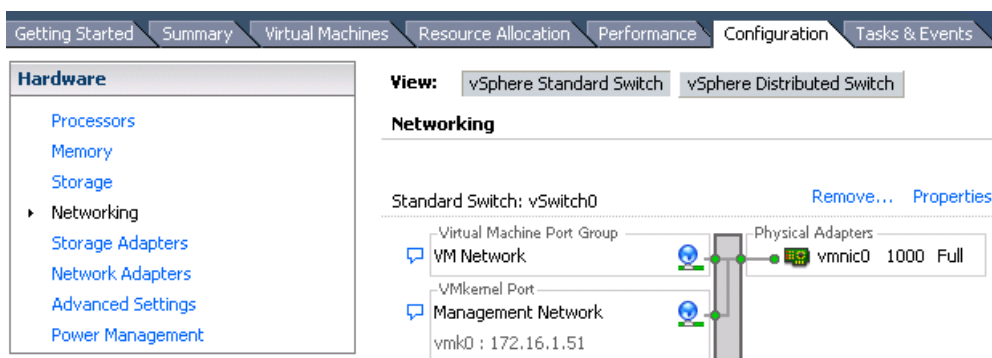 Getting Started Summary Virtual Machines Resource Allocation Performance Configuration Tasks & Events
Hardware
Processors
Memory
Storage
Networking
Storage Adapters
Network Adapters
Advanced Settings
Power Management
View: vSphere Standard Switch vSphere Distributed Switch
Networking
Standard Switch: vSwitch0 Remove... Properties
Virtual Machine Port Group Physical Adapters
VM Network vmnic0 1000 Full
VMkernel Port
Management Network
vmk0 : 172.16.1.51